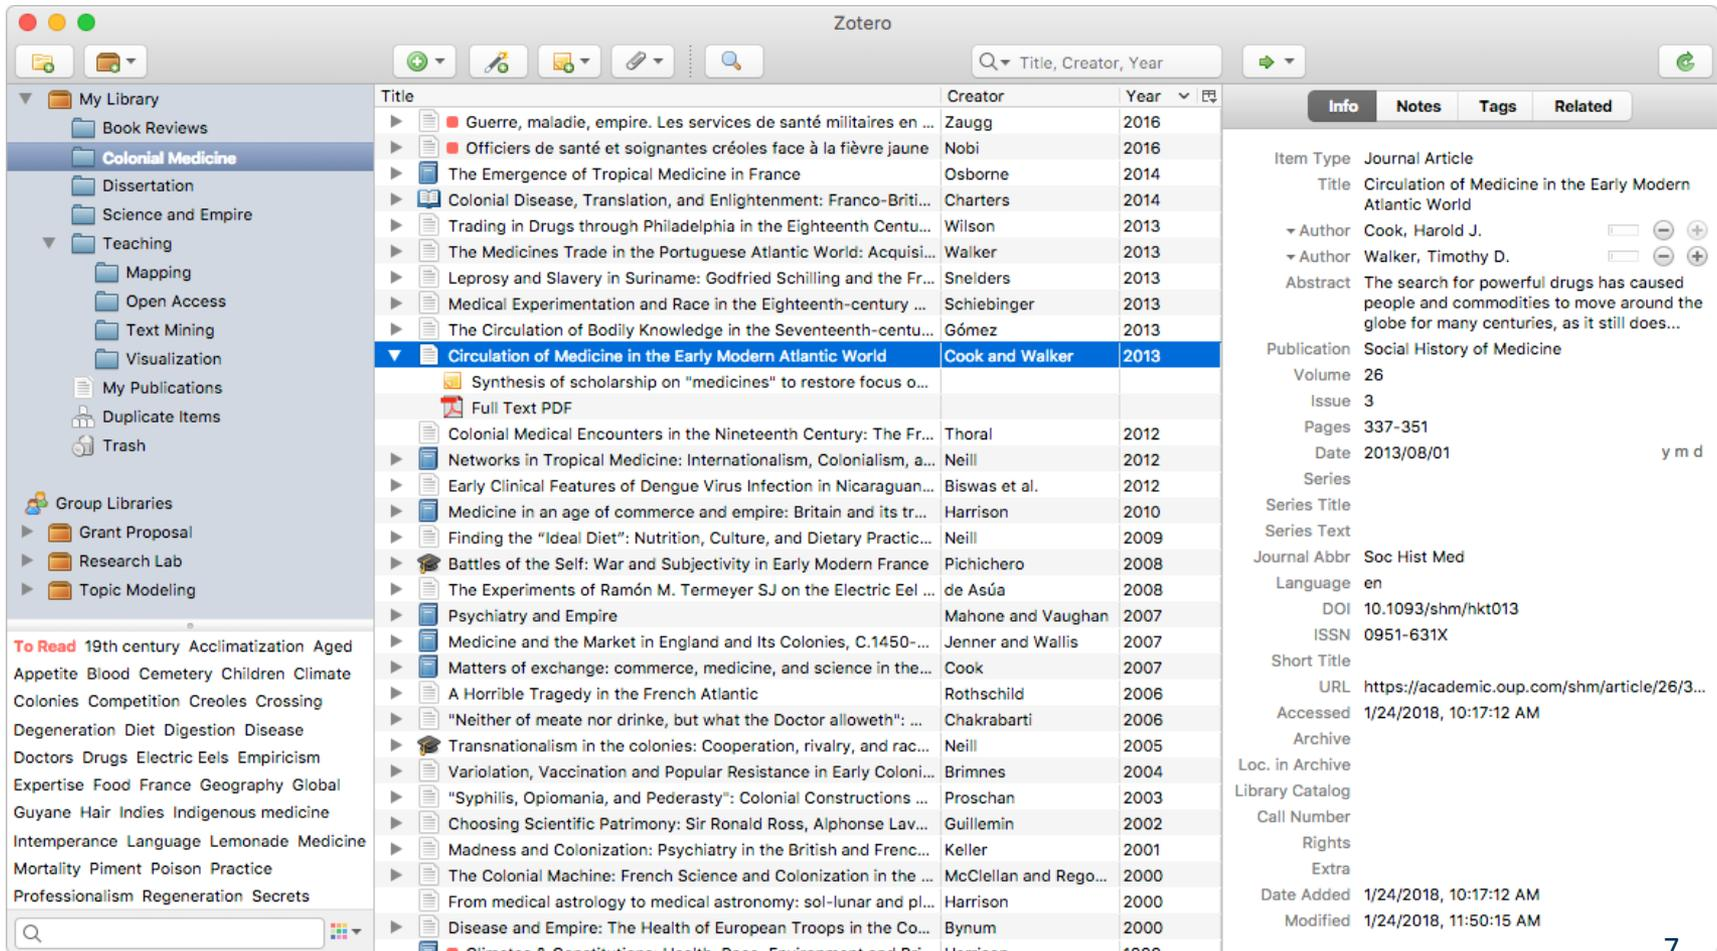 Zotero
Title, Creator, Year
My Library
Book Reviews
Colonial Medicine
Dissertation
Science and Empire
Teaching
Mapping
Open Access
Text Mining
Visualization
My Publications
Duplicate Items
Trash
Group Libraries
Grant Proposal
Research Lab
Topic Modeling
To Read 19th century Acclimatization Aged
Appetite Blood Cemetery Children Climate
Colonies Competition Creoles Crossing
Degeneration Diet Digestion Disease
Doctors Drugs Electric Eels Empiricism
Expertise Food France Geography Global
Guyane Hair Indies Indigenous medicine
Intemperance Language Lemonade Medicine
Mortality Piment Poison Practice
Professionalism Regeneration Secrets
Title Creator Year
Guerre, maladie, empire. Les services de santé militaires en ... Zaugg 2016
Officiers de santé et soignantes créoles face à la fièvre jaune Nobi 2016
The Emergence of Tropical Medicine in France Osborne 2014
Colonial Disease, Translation, and Enlightenment: Franco-Briti... Charters 2014
Trading in Drugs through Philadelphia in the Eighteenth Centu... Wilson 2013
The Medicines Trade in the Portuguese Atlantic World: Acquisi... Walker 2013
Leprosy and Slavery in Suriname: Godfried Schilling and the Fr... Snelders 2013
Medical Experimentation and Race in the Eighteenth-century ... Schiebinger 2013
The Circulation of Bodily Knowledge in the Seventeenth-centu... Gómez 2013
Circulation of Medicine in the Early Modern Atlantic World Cook and Walker 2013
Synthesis of scholarship on "medicines" to restore focus o...
Full Text PDF
Colonial Medical Encounters in the Nineteenth Century: The Fr... Thoral 2012
Networks in Tropical Medicine: Internationalism, Colonialism, a... Neill 2012
Early Clinical Features of Dengue Virus Infection in Nicaraguan... Biswas et al. 2012
Medicine in an age of commerce and empire: Britain and its tr... Harrison 2010
Finding the “Ideal Diet”: Nutrition, Culture, and Dietary Practic... Neill 2009
Battles of the Self: War and Subjectivity in Early Modern France Pichichero 2008
The Experiments of Ramón M. Termeyer SJ on the Electric Eel ... de Asúa 2008
Psychiatry and Empire Mahone and Vaughan 2007
Medicine and the Market in England and Its Colonies, C.1450-... Jenner and Wallis 2007
Matters of exchange: commerce, medicine, and science in the... Cook 2007
A Horrible Tragedy in the French Atlantic Rothschild 2006
"Neither of meate nor drinke, but what the Doctor alloweth": ... Chakrabarti 2006
Transnationalism in the colonies: Cooperation, rivalry, and rac... Neill 2005
Variolation, Vaccination and Popular Resistance in Early Coloni... Brimnes 2004
"Syphilis, Opiomania, and Pederasty": Colonial Constructions ... Proschan 2003
Choosing Scientific Patrimony: Sir Ronald Ross, Alphonse Lav... Guillemin 2002
Madness and Colonization: Psychiatry in the British and Frenc... Keller 2001
The Colonial Machine: French Science and Colonization in the ... McClellan and Rego... 2000
From medical astrology to medical astronomy: sol-lunar and pl... Harrison 2000
Disease and Empire: The Health of European Troops in the Co... Bynum 2000
Info Notes Tags Related
Item Type Journal Article
Title Circulation of Medicine in the Early Modern
Atlantic World
Author Cook, Harold J.
Author Walker, Timothy D.
Abstract The search for powerful drugs has caused
people and commodities to move around the
globe for many centuries, as it still does...
Publication Social History of Medicine
Volume 26
Issue 3
Pages 337-351
Date 2013/08/01 y m d
Series
Series Title
Series Text
Journal Abbr Soc Hist Med
Language en
DOI 10.1093/shm/hkt013
ISSN 0951-631X
Short Title
URL https://academic.oup.com/shm/article/26/3...
Accessed 1/24/2018, 10:17:12 AM
Archive
Loc. in Archive
Library Catalog
Call Number
Rights
Extra
Date Added 1/24/2018, 10:17:12 AM
Modified 1/24/2018, 11:50:15 AM
7